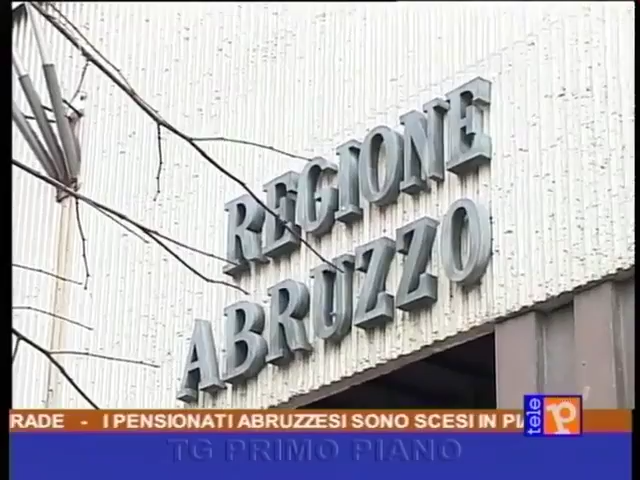 REGIONE
ABRUZZO
RADE - I PENSIONATI ABRUZZESI SONO SCESI IN PI
tele p
TG PRIMO PIANO